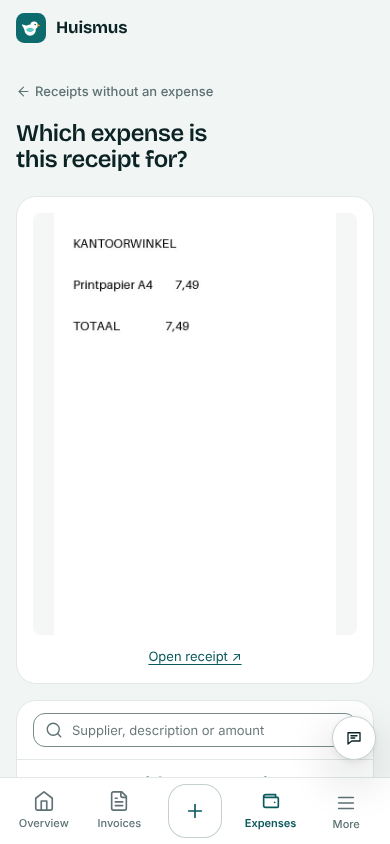 Huismus
← Receipts without an expense
Which expense is
this receipt for?
KANTOORWINKEL
Printpapier A4 7,49
TOTAAL 7,49
Open receipt ↗
Supplier, description or amount
Overview
Invoices
+
Expenses
More